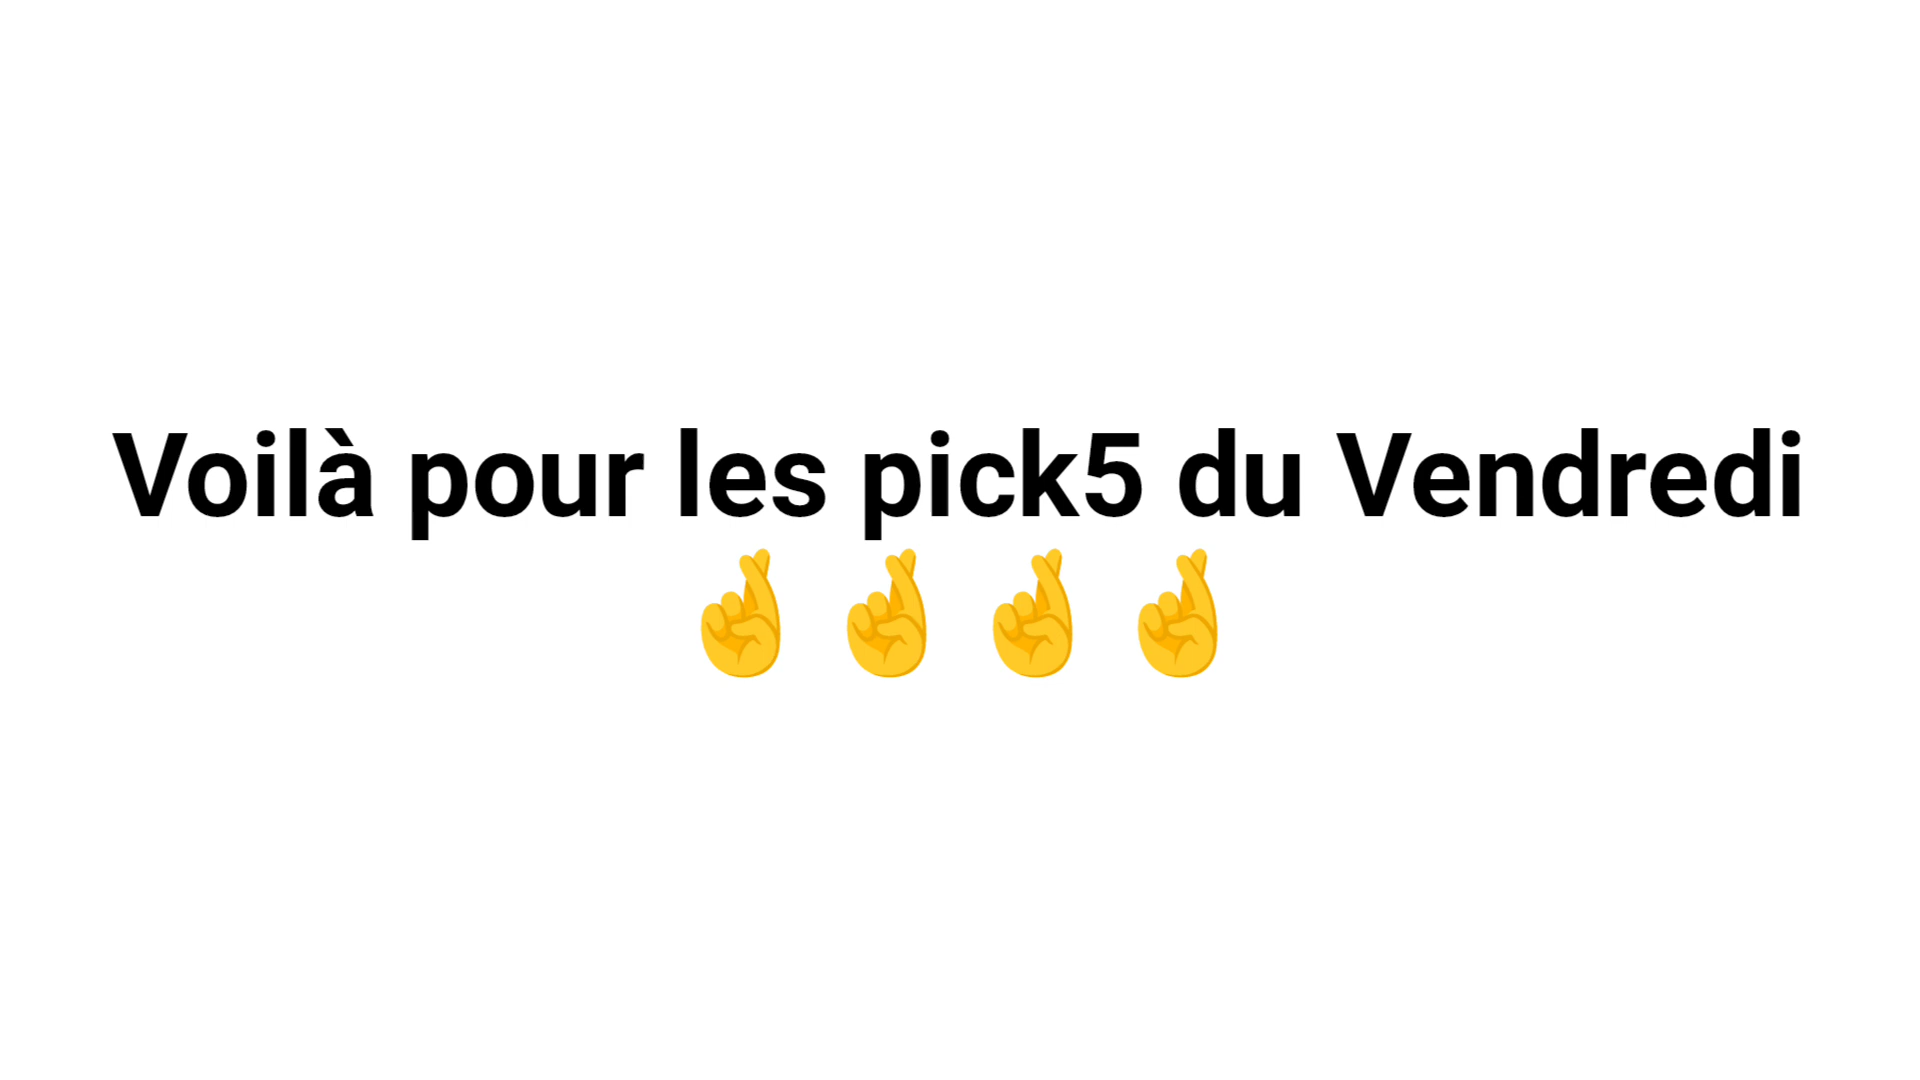 Voilà pour les pick5 du Vendredi
🤞 🤞 🤞 🤞